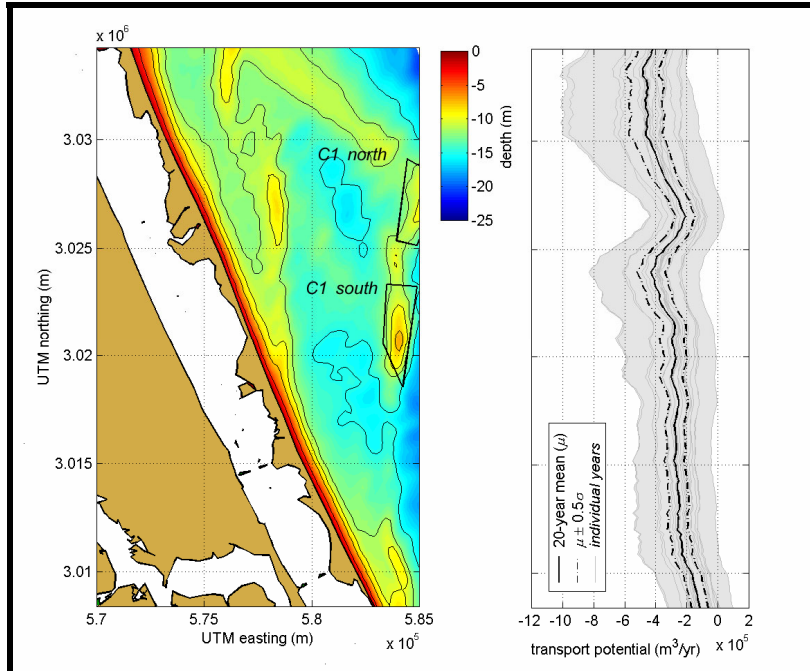 x 10^6
3.03
3.025
3.02
3.015
3.01
UTM northing (m)
5.7
5.75
5.8
5.85
x 10^5
UTM easting (m)
C1 north
C1 south
0
-5
-10
-15
-20
-25
depth (m)
20-year mean (μ)
μ ± 0.5σ
individual years
-12
-10
-8
-6
-4
-2
0
2
x 10^5
transport potential (m³/yr)